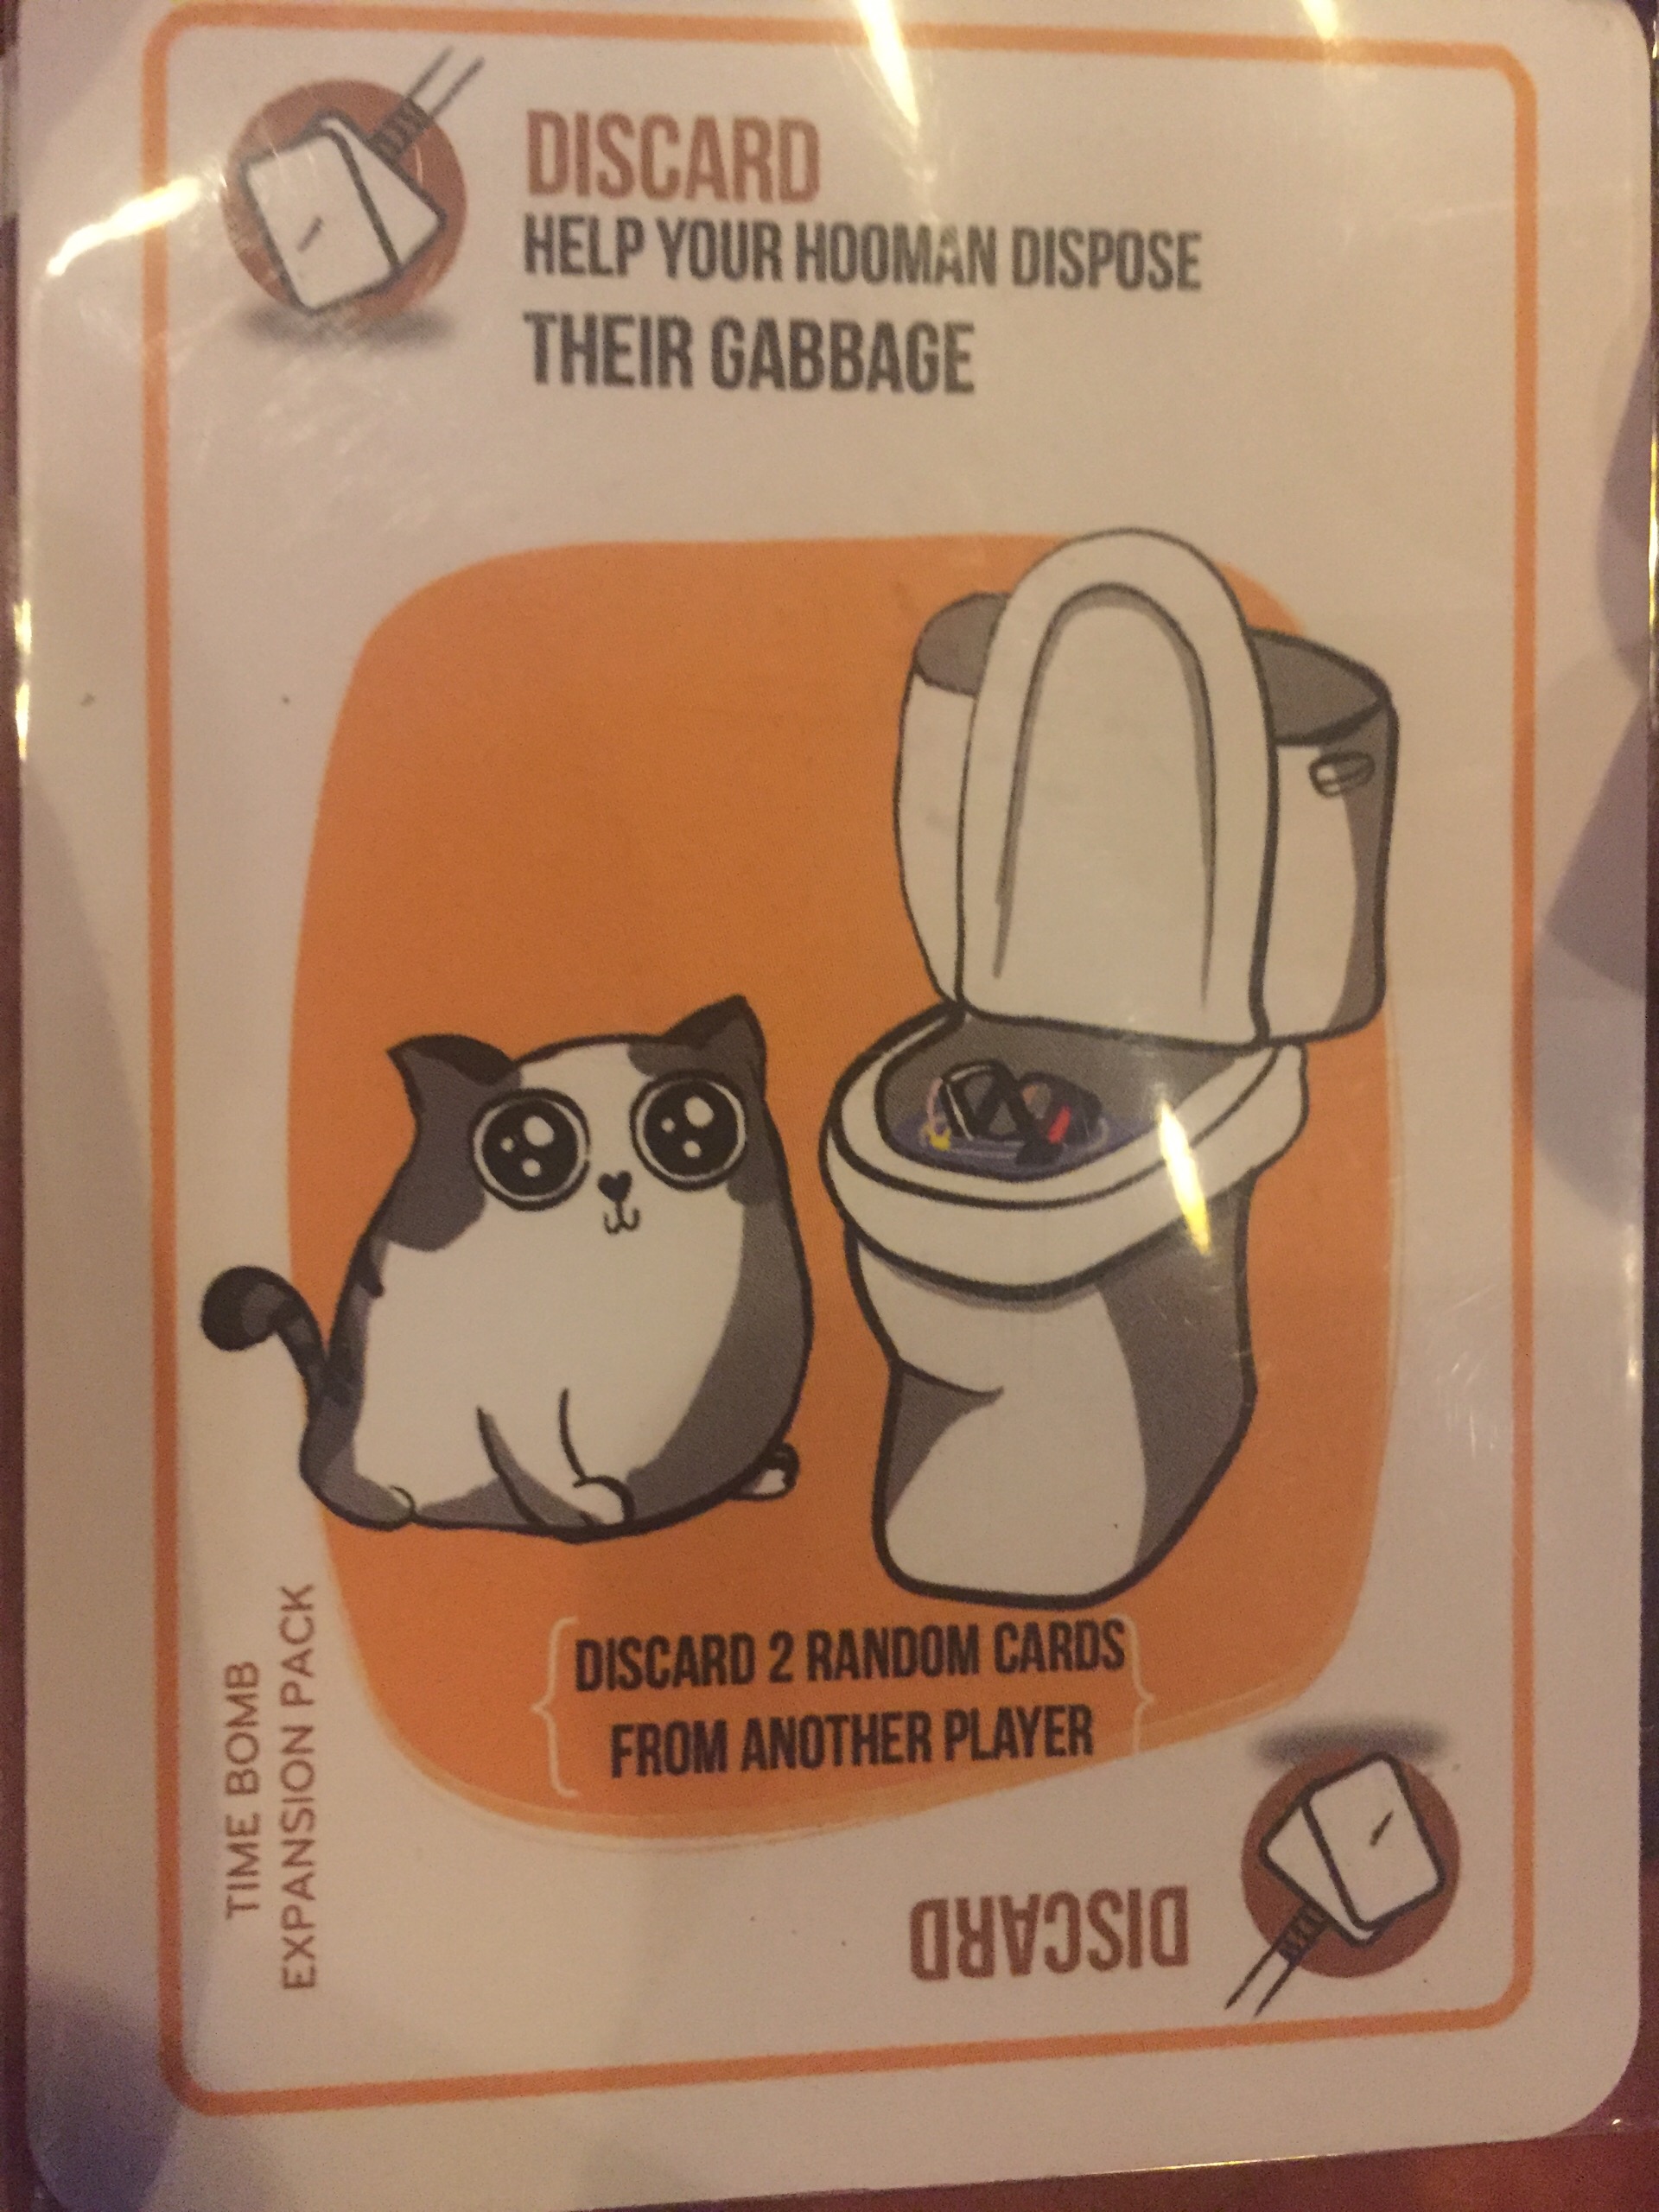 DISCARD
HELP YOUR HOOMAN DISPOSE
THEIR GABBAGE
DISCARD 2 RANDOM CARDS
FROM ANOTHER PLAYER
TIME BOMB
EXPANSION PACK
DISCARD